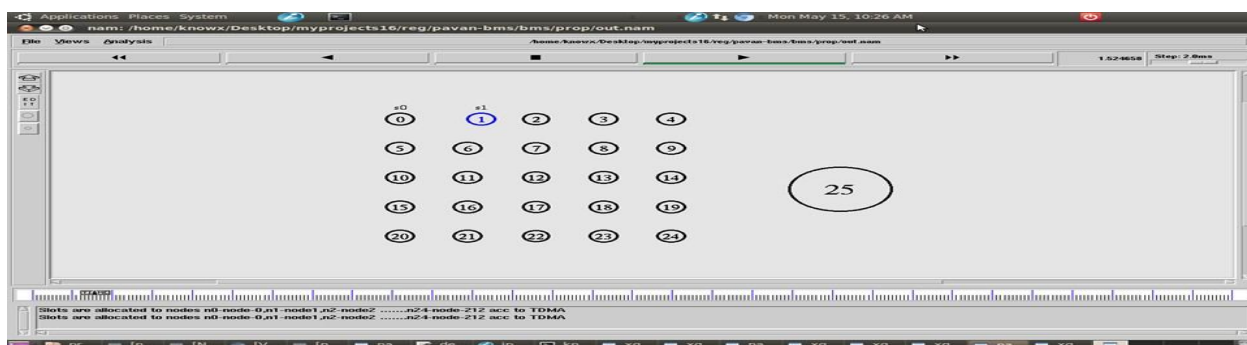 Applications Places System Mon May 15, 10:26 AM
nam: /home/knowx/Desktop/myprojects16/reg/pavan-bms/bms/prop/out.nam
File Views Analysis /home/knowx/Desktop/myprojects16/reg/pavan-bms/bms/prop/out.nam
1.524658 Step: 2.0ms
s0 s1
0 1 2 3 4
5 6 7 8 9
10 11 12 13 14
25
15 16 17 18 19
20 21 22 23 24
Slots are allocated to nodes n0-node-0,n1-node1,n2-node2 ......n24-node-212 acc to TDMA
Slots are allocated to nodes n0-node-0,n1-node1,n2-node2 ......n24-node-212 acc to TDMA